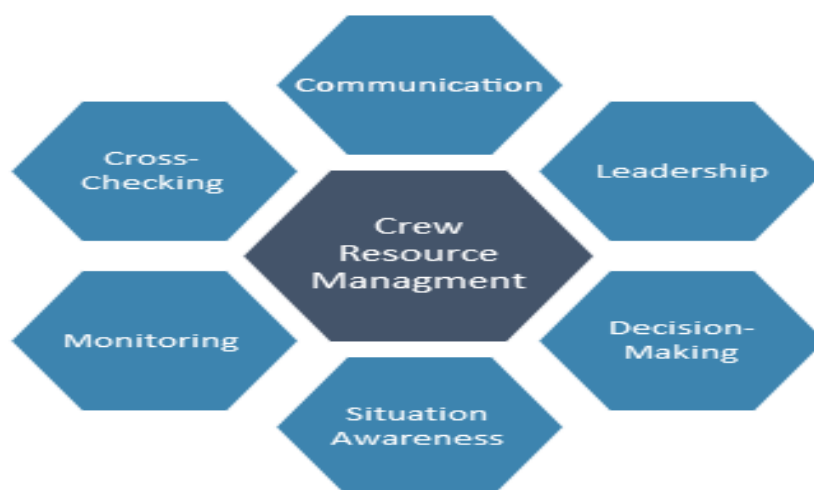 Communication
Cross-
Checking
Leadership
Crew
Resource
Managment
Monitoring
Decision-
Making
Situation
Awareness